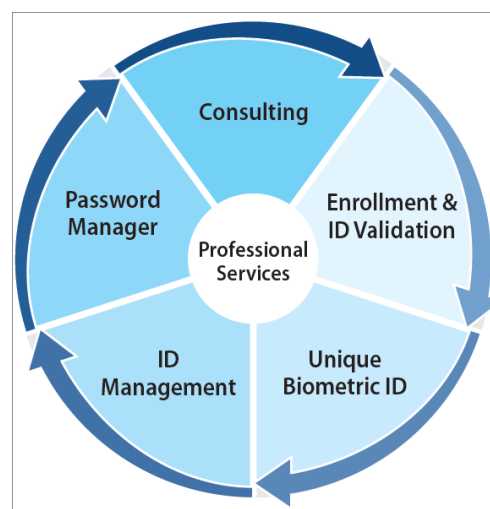 Consulting
Enrollment &
ID Validation
Unique
Biometric ID
ID
Management
Password
Manager
Professional
Services